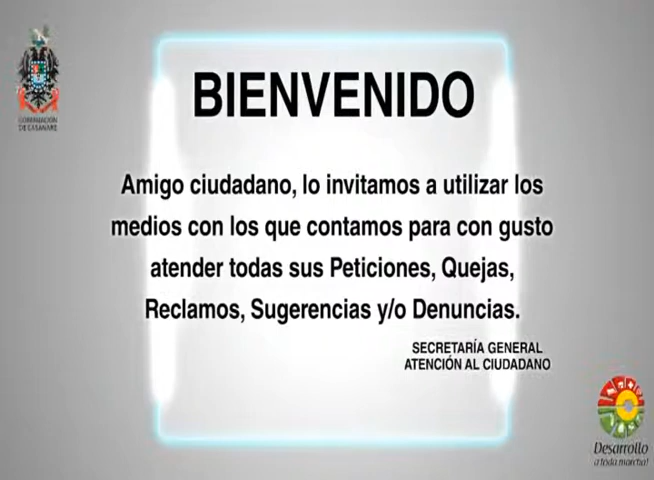 GOBERNACIÓN
DE CASANARE
BIENVENIDO
Amigo ciudadano, lo invitamos a utilizar los
medios con los que contamos para con gusto
atender todas sus Peticiones, Quejas,
Reclamos, Sugerencias y/o Denuncias.
SECRETARÍA GENERAL
ATENCIÓN AL CIUDADANO
Desarrollo
a toda marcha!